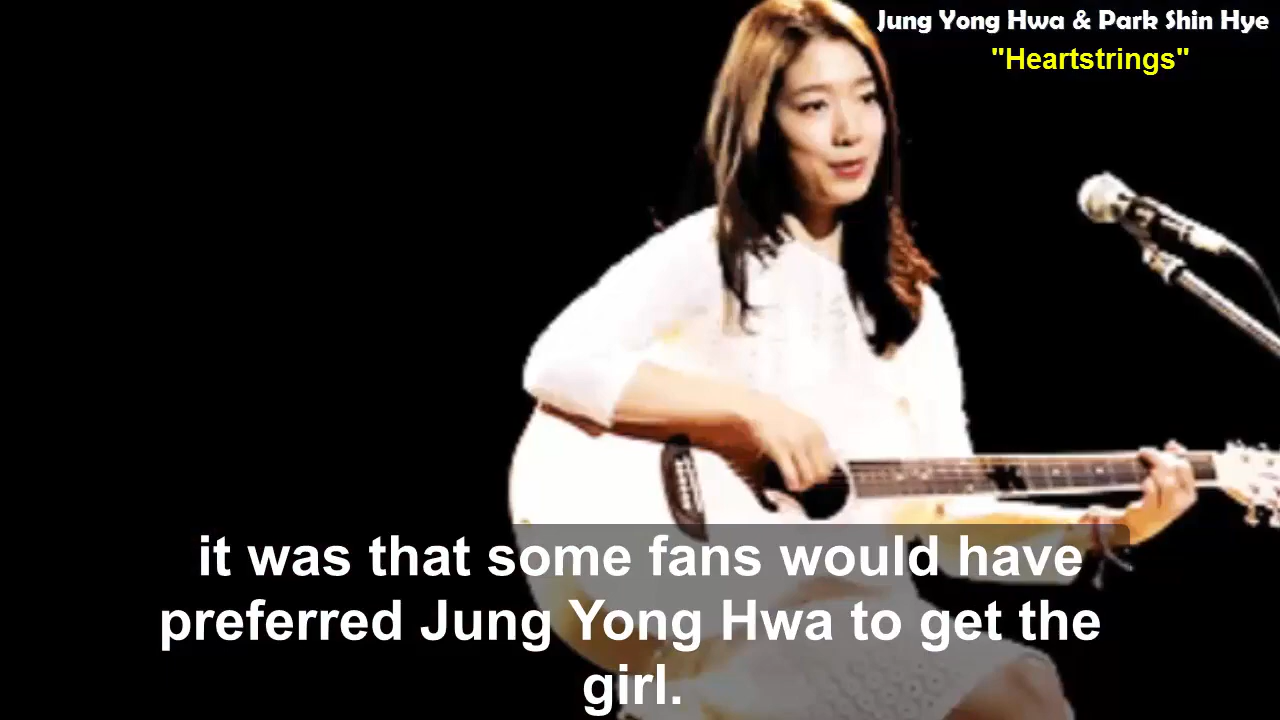 Jung Yong Hwa & Park Shin Hye
"Heartstrings"
it was that some fans would have
preferred Jung Yong Hwa to get the
girl.